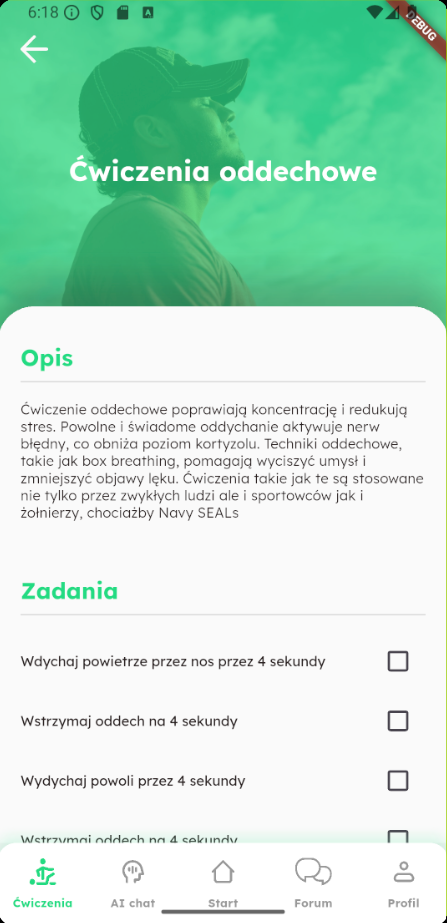 6:18
DEBUG
Ćwiczenia oddechowe
Opis
Ćwiczenie oddechowe poprawiają koncentrację i redukują
stres. Powolne i świadome oddychanie aktywuje nerw
błędny, co obniża poziom kortyzolu. Techniki oddechowe,
takie jak box breathing, pomagają wyciszyć umysł i
zmniejszyć objawy lęku. Ćwiczenia takie jak te są stosowane
nie tylko przez zwykłych ludzi ale i sportowców jak i
żołnierzy, chociażby Navy SEALs
Zadania
Wdychaj powietrze przez nos przez 4 sekundy
Wstrzymaj oddech na 4 sekundy
Wydychaj powoli przez 4 sekundy
Wstrzymaj oddech na 4 sekundy
Ćwiczenia
AI chat
Start
Forum
Profil